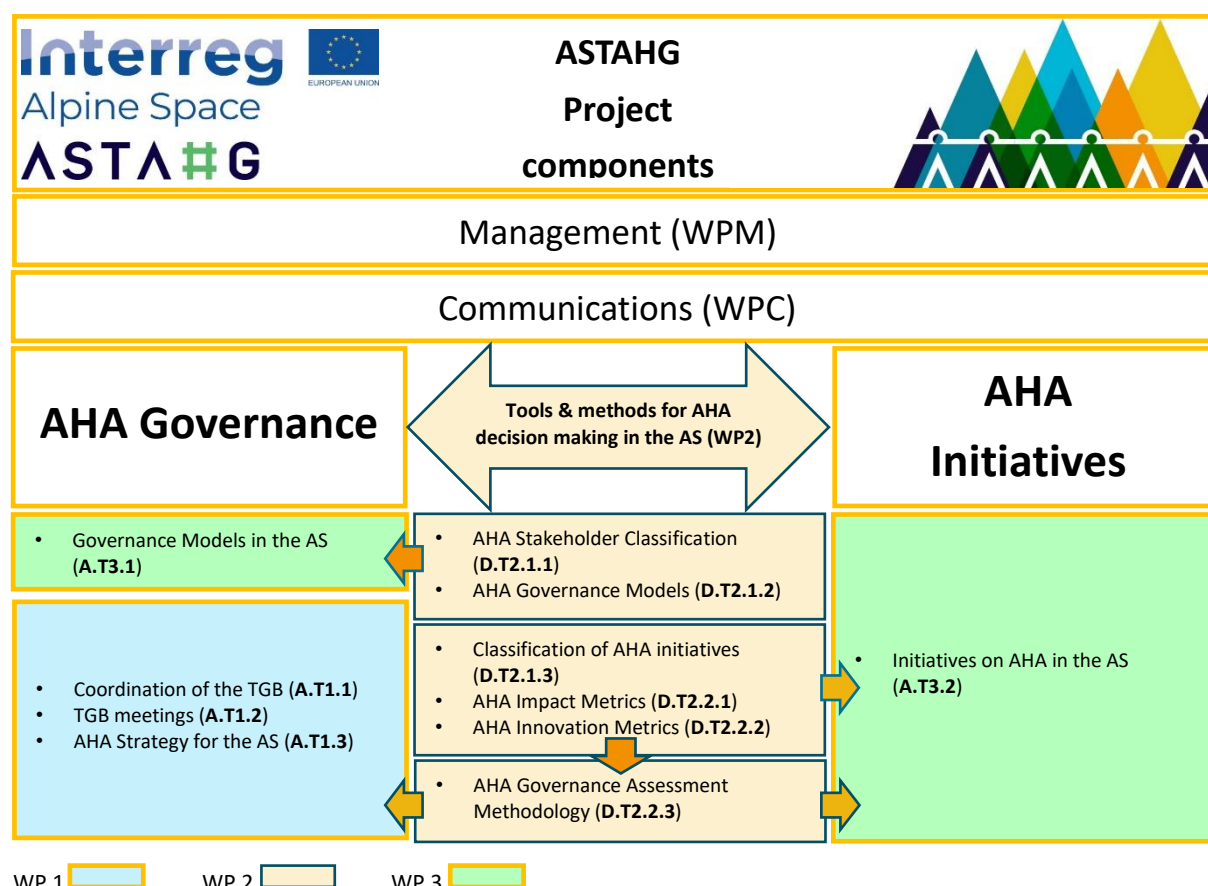 Interreg
EUROPEAN UNION
Alpine Space
ASTAHG
ASTAHG
Project
components
Management (WPM)
Communications (WPC)
AHA Governance
Tools & methods for AHA
decision making in the AS (WP2)
AHA
Initiatives
• Governance Models in the AS
(A.T3.1)
• AHA Stakeholder Classification
(D.T2.1.1)
• AHA Governance Models (D.T2.1.2)
• Coordination of the TGB (A.T1.1)
• TGB meetings (A.T1.2)
• AHA Strategy for the AS (A.T1.3)
• Classification of AHA initiatives
(D.T2.1.3)
• AHA Impact Metrics (D.T2.2.1)
• AHA Innovation Metrics (D.T2.2.2)
• AHA Governance Assessment
Methodology (D.T2.2.3)
• Initiatives on AHA in the AS
(A.T3.2)
WP 1 WP 2 WP 3